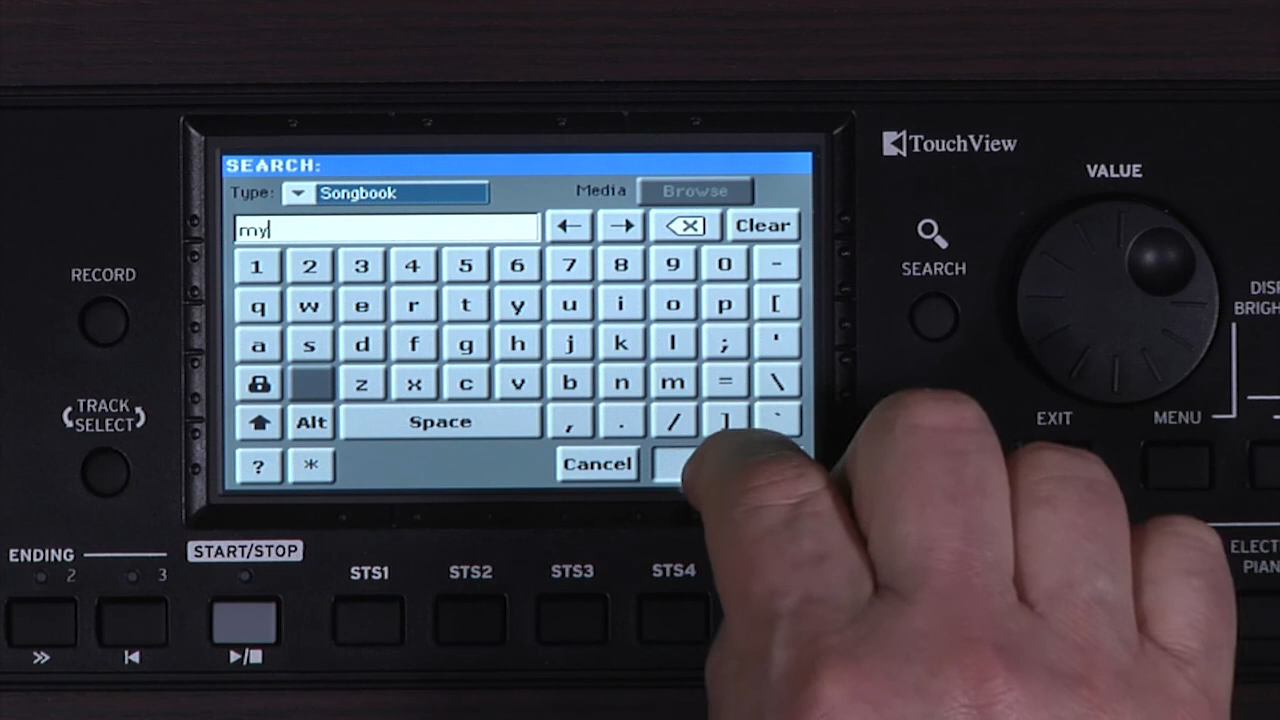 SEARCH:
Type: Songbook Media Browse
my ← → Clear
1 2 3 4 5 6 7 8 9 0 -
q w e r t y u i o p [
a s d f g h j k l ; '
z x c v b n m = \
Alt Space , . / ] `
? * Cancel
TouchView
VALUE
SEARCH
RECORD
TRACK
SELECT
EXIT MENU
ENDING
2 3
START/STOP
STS1 STS2 STS3 STS4